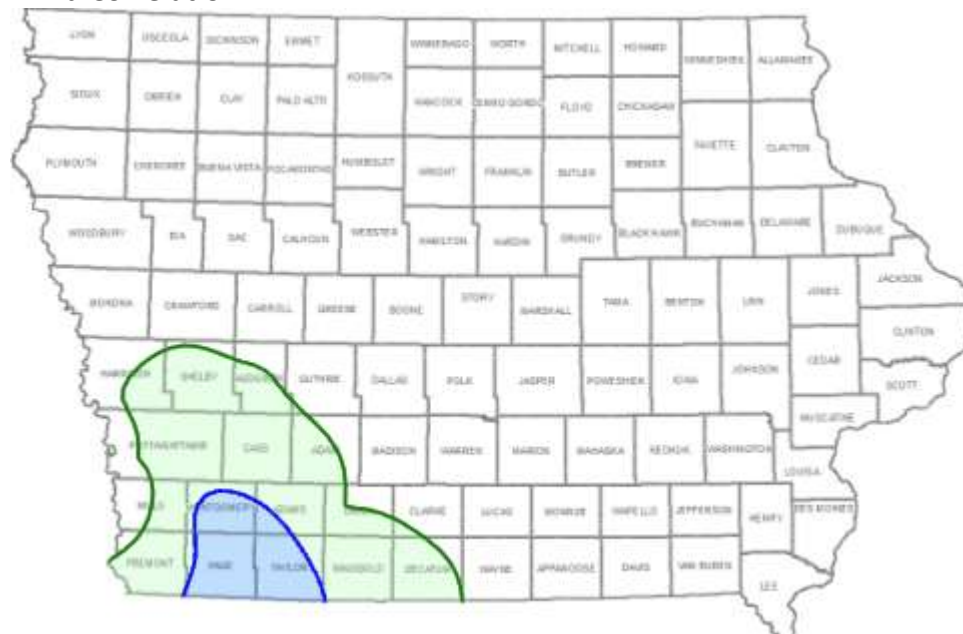 LYON OSCEOLA DICKINSON EMMET WINNEBAGO WORTH MITCHELL HOWARD WINNESHIEK ALLAMAKEE
KOSSUTH
SIOUX OBRIEN CLAY PALO ALTO HANCOCK CERRO GORDO FLOYD CHICKASAW
FAYETTE CLAYTON
PLYMOUTH CHEROKEE BUENA VISTA POCAHONTAS HUMBOLDT WRIGHT FRANKLIN BUTLER BREMER
WOODBURY IDA SAC CALHOUN WEBSTER HAMILTON HARDIN GRUNDY BLACK HAWK BUCHANAN DELAWARE DUBUQUE
MONONA CRAWFORD CARROLL GREENE BOONE STORY MARSHALL TAMA BENTON LINN JONES JACKSON
CLINTON
HARRISON SHELBY AUDUBON GUTHRIE DALLAS POLK JASPER POWESHIEK IOWA JOHNSON CEDAR
SCOTT
MUSCATINE
POTTAWATTAMIE CASS ADAIR MADISON WARREN MARION MAHASKA KEOKUK WASHINGTON
LOUISA
MILLS MONTGOMERY ADAMS CLARKE LUCAS MONROE WAPELLO JEFFERSON HENRY DES MOINES
FREMONT PAGE TAYLOR RINGGOLD DECATUR WAYNE APPANOOSE DAVIS VAN BUREN
LEE